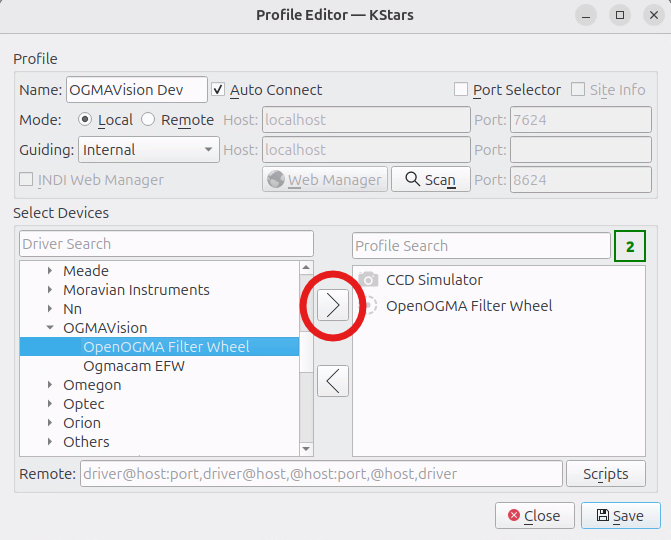 Profile Editor — KStars
Profile
Name: OGMAVision Dev Auto Connect Port Selector Site Info
Mode: Local Remote Host: localhost Port: 7624
Guiding: Internal Host: localhost Port:
INDI Web Manager Web Manager Scan Port: 8624
Select Devices
Driver Search Profile Search 2
Meade CCD Simulator
Moravian Instruments OpenOGMA Filter Wheel
Nn
OGMAVision
OpenOGMA Filter Wheel
Ogmacam EFW
Omegon
Optec
Orion
Others
Remote: driver@host:port,driver@host,@host:port,@host,driver Scripts
Close Save